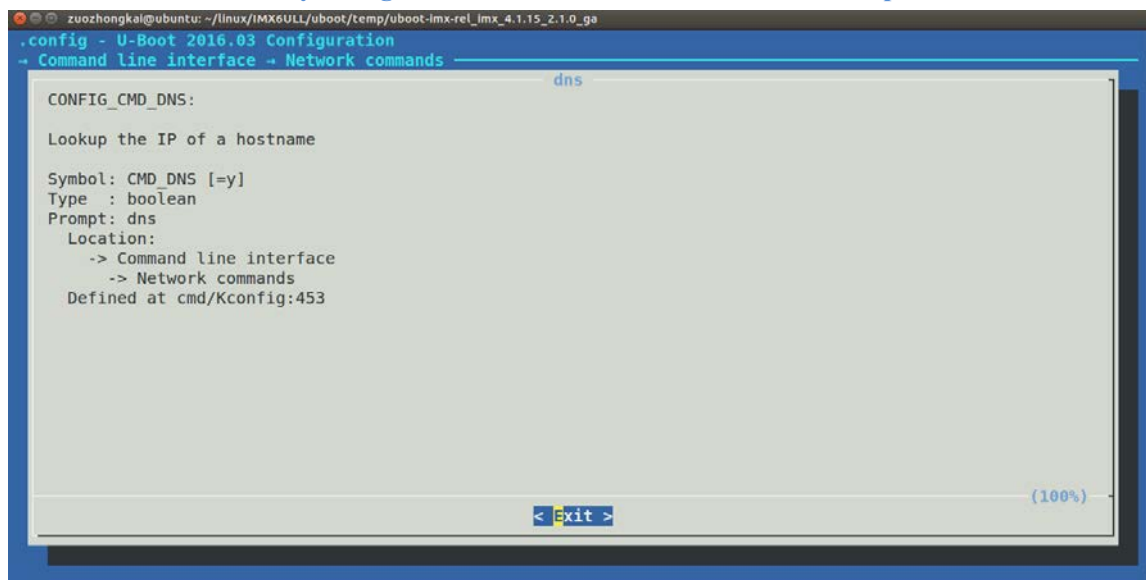 zuozhongkai@ubuntu: ~/linux/IMX6ULL/uboot/temp/uboot-imx-rel_imx_4.1.15_2.1.0_ga
.config - U-Boot 2016.03 Configuration
→ Command line interface → Network commands
dns
CONFIG_CMD_DNS:
Lookup the IP of a hostname
Symbol: CMD_DNS [=y]
Type  : boolean
Prompt: dns
  Location:
    -> Command line interface
      -> Network commands
  Defined at cmd/Kconfig:453
(100%)
< Exit >